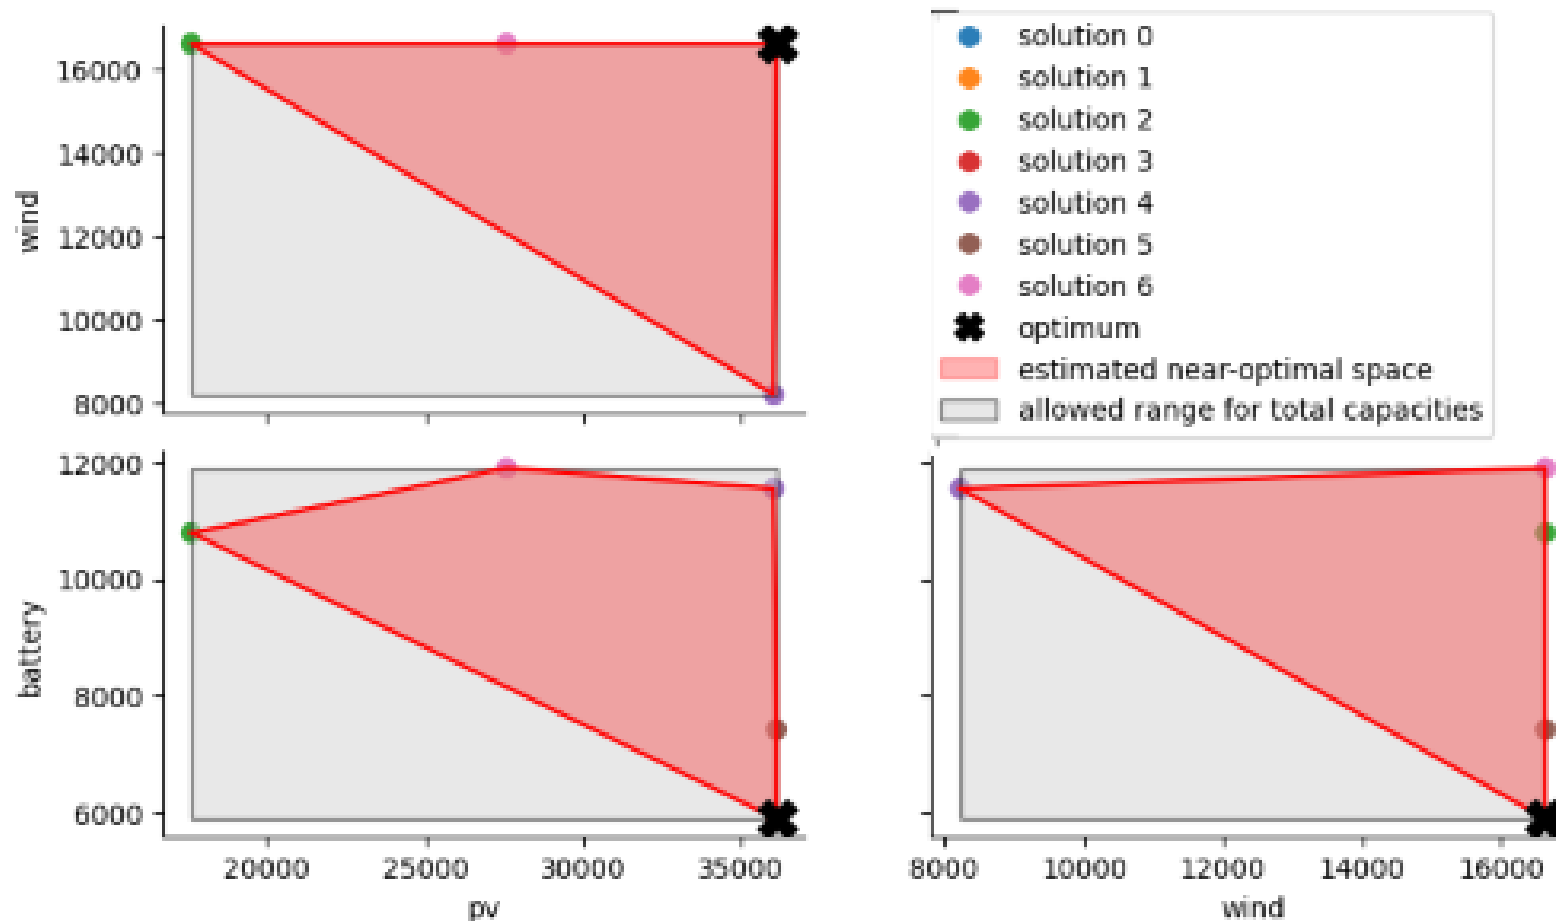 16000
14000
12000
10000
8000
wind
solution 0
solution 1
solution 2
solution 3
solution 4
solution 5
solution 6
optimum
estimated near-optimal space
allowed range for total capacities
12000
10000
8000
6000
battery
20000
25000
30000
35000
pv
8000
10000
12000
14000
16000
wind